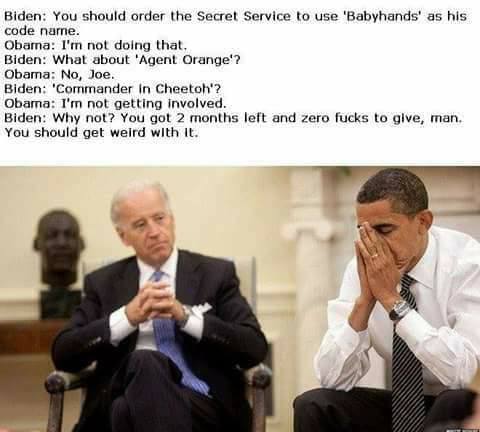 Biden: You should order the Secret Service to use 'Babyhands' as his
code name.
Obama: I'm not doing that.
Biden: What about 'Agent Orange'?
Obama: No, Joe.
Biden: 'Commander in Cheetoh'?
Obama: I'm not getting involved.
Biden: Why not? You got 2 months left and zero fucks to give, man.
You should get weird with it.